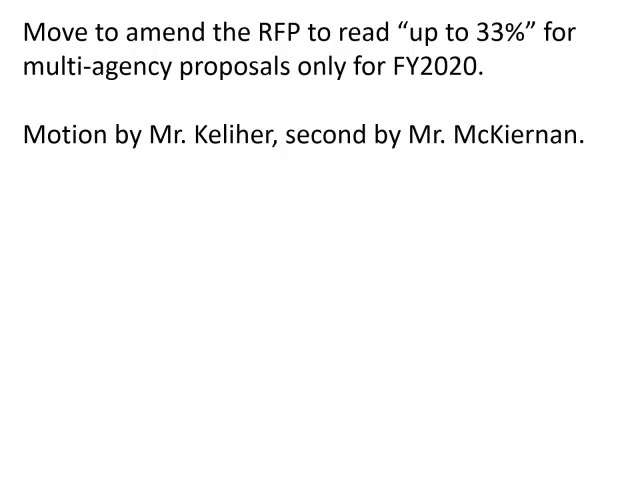 Move to amend the RFP to read “up to 33%” for
multi-agency proposals only for FY2020.
Motion by Mr. Keliher, second by Mr. McKiernan.